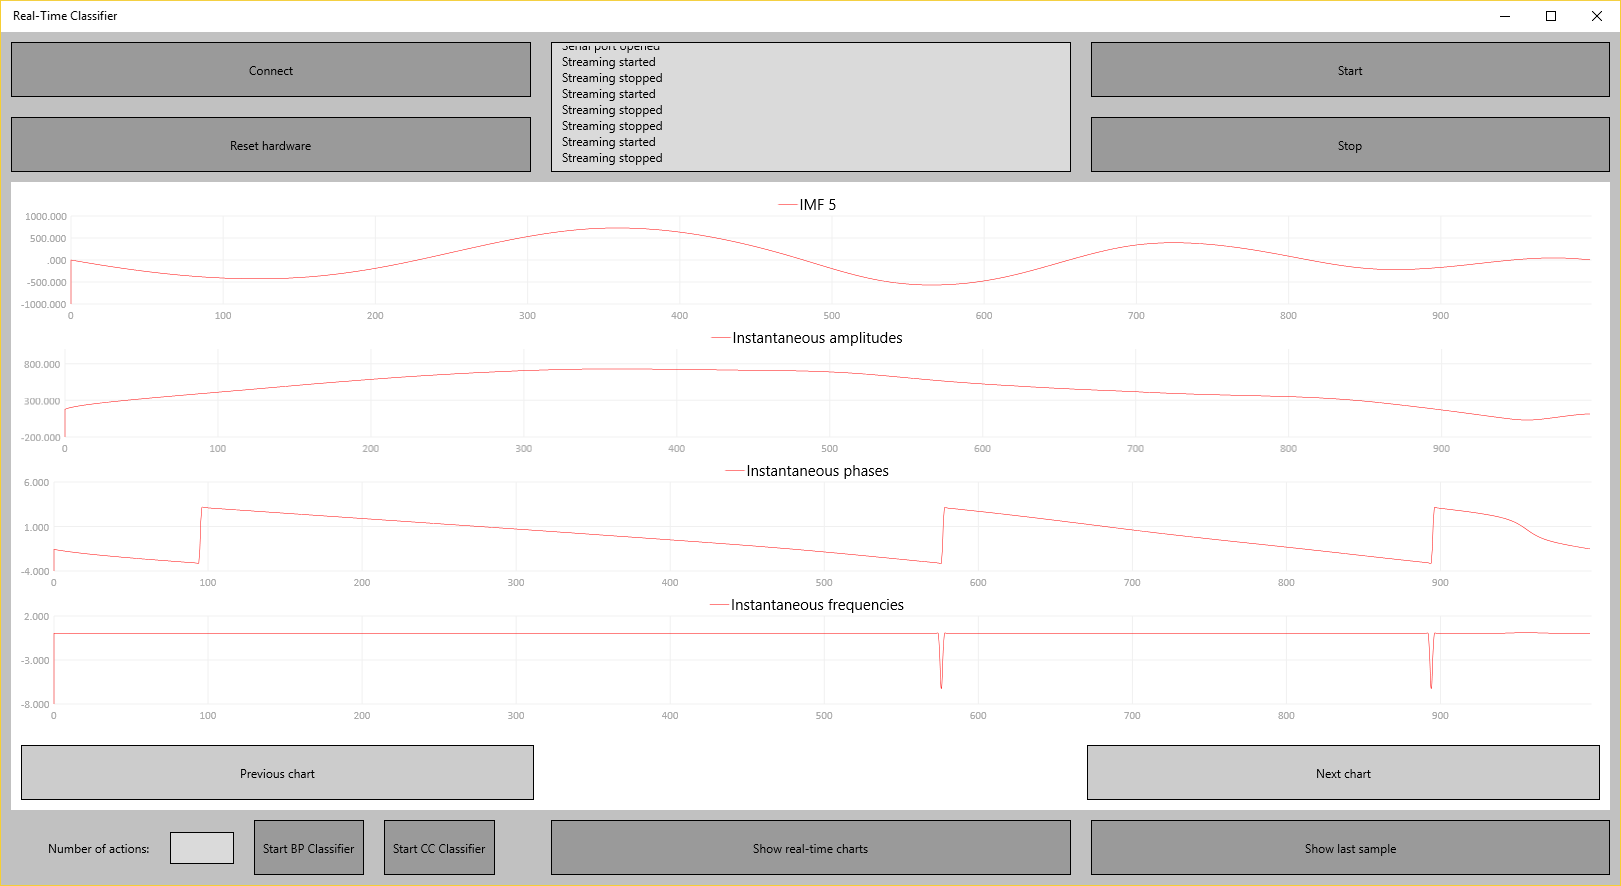 Real-Time Classifier
Connect
Reset hardware
Serial port opened
Streaming started
Streaming stopped
Streaming started
Streaming stopped
Streaming stopped
Streaming started
Streaming stopped
Start
Stop
IMF 5
1000.000
500.000
.000
-500.000
-1000.000
0 100 200 300 400 500 600 700 800 900
Instantaneous amplitudes
800.000
300.000
-200.000
0 100 200 300 400 500 600 700 800 900
Instantaneous phases
6.000
1.000
-4.000
0 100 200 300 400 500 600 700 800 900
Instantaneous frequencies
2.000
-3.000
-8.000
0 100 200 300 400 500 600 700 800 900
Previous chart
Next chart
Number of actions:
Start BP Classifier
Start CC Classifier
Show real-time charts
Show last sample